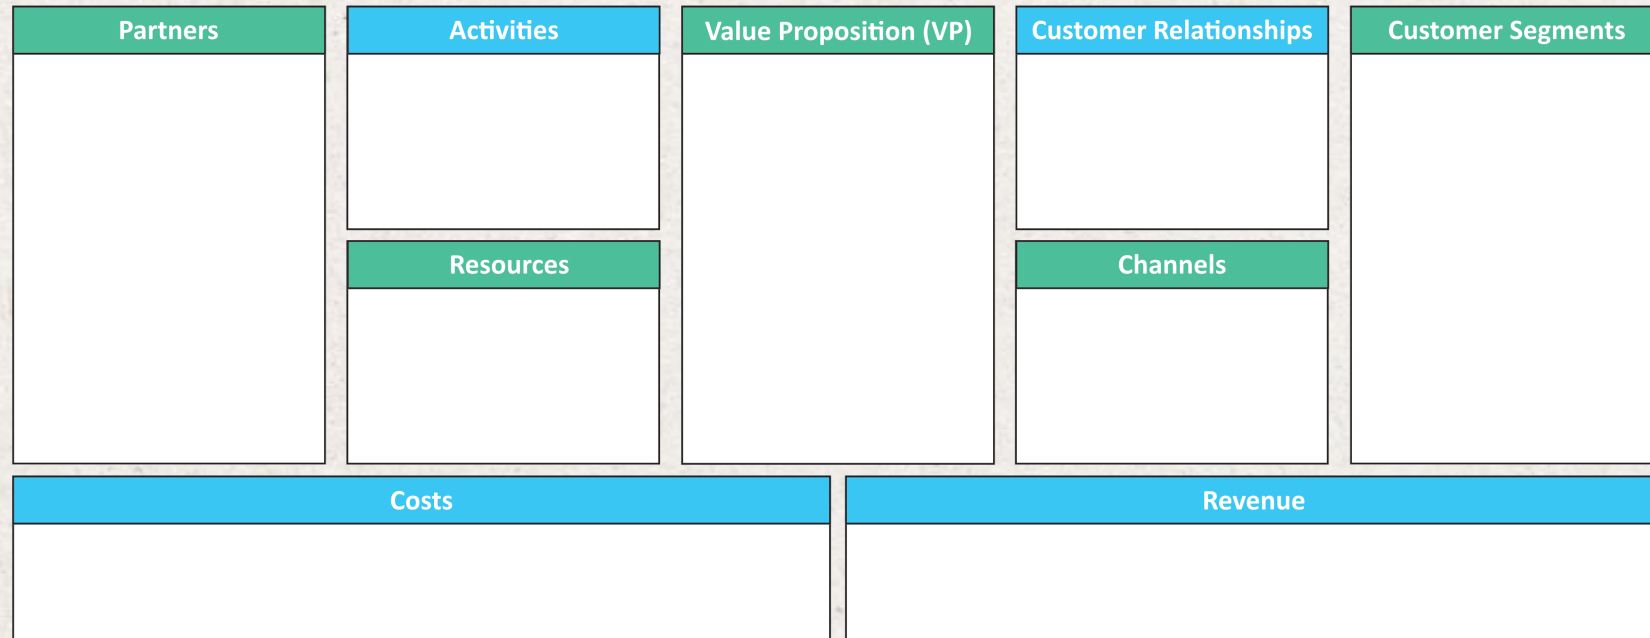 Partners
Activities
Value Proposition (VP)
Customer Relationships
Customer Segments
Resources
Channels
Costs
Revenue